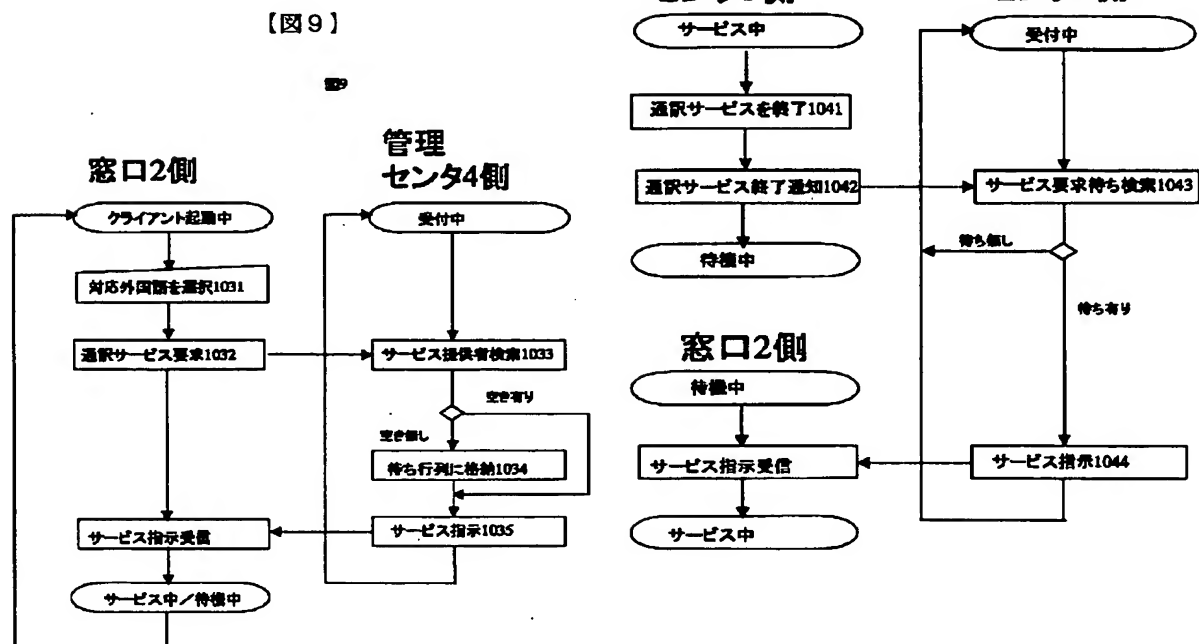 【図9】
図9
窓口2側
管理
センタ4側
クライアント起動中
受付中
対応外国語を選択1031
通訳サービス要求1032
サービス提供者検索1033
空き有り
空き無し
待ち行列に格納1034
サービス指示受信
サービス指示1035
サービス中／待機中
サービス中
受付中
通訳サービスを終了1041
通訳サービス終了通知1042
サービス要求待ち検索1043
待ち無し
待機中
待ち有り
窓口2側
待機中
サービス指示受信
サービス指示1044
サービス中